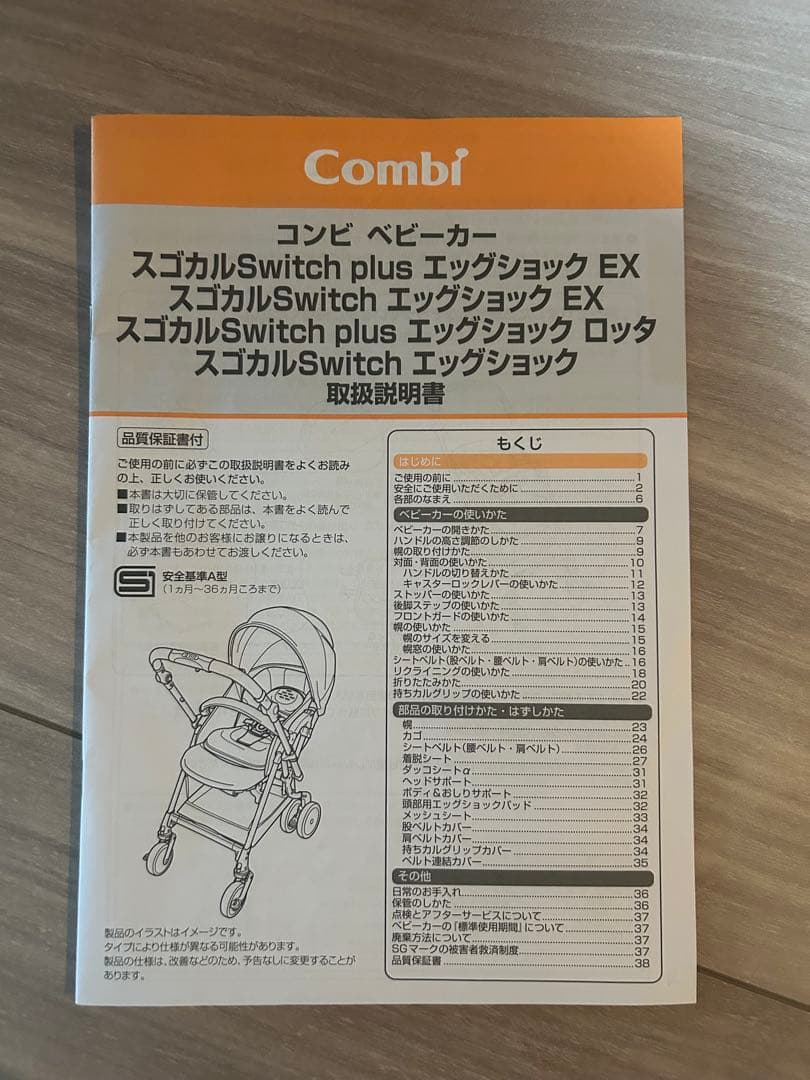 Combi
コンビ ベビーカー
スゴカルSwitch plus エッグショック EX
スゴカルSwitch エッグショック EX
スゴカルSwitch plus エッグショック ロッタ
スゴカルSwitch エッグショック
取扱説明書
品質保証書付
ご使用の前に必ずこの取扱説明書をよくお読み
の上、正しくお使いください。
■本書は大切に保管してください。
■取りはずしてある部品は、本書をよく読んで
正しく取り付けてください。
■本製品を他のお客様にお譲りになるときは、
必ず本書もあわせてお渡しください。
安全基準A型
(1ヵ月〜36ヵ月ころまで)
製品のイラストはイメージです。
タイプにより仕様が異なる可能性があります。
製品の仕様は、改善などのため、予告なしに変更することが
あります。
もくじ
はじめに
ご使用の前に 1
安全にご使用いただくために 2
各部のなまえ 6
ベビーカーの使いかた
ベビーカーの開きかた 7
ハンドルの高さ調節のしかた 9
幌の取り付けかた 9
対面・背面の使いかた 10
ハンドルの切り替えかた 11
キャスターロックレバーの使いかた 12
ストッパーの使いかた 13
後脚ステップの使いかた 13
フロントガードの使いかた 14
幌の使いかた 15
幌のサイズを変える 15
幌窓の使いかた 16
シートベルト(股ベルト・腰ベルト・肩ベルト)の使いかた 16
リクライニングの使いかた 18
折りたたみかた 20
持ちカルグリップの使いかた 22
部品の取り付けかた・はずしかた
幌 23
カゴ 24
シートベルト(腰ベルト・肩ベルト) 26
着脱シート 27
ダッコシートα 31
ヘッドサポート 31
ボディ&おしりサポート 32
頭部用エッグショックパッド 32
メッシュシート 33
股ベルトカバー 34
肩ベルトカバー 34
持ちカルグリップカバー 34
ベルト連結カバー 35
その他
日常のお手入れ 36
保管のしかた 36
点検とアフターサービスについて 37
ベビーカーの「標準使用期間」について 37
廃棄方法について 37
SGマークの被害者救済制度 37
品質保証書 38